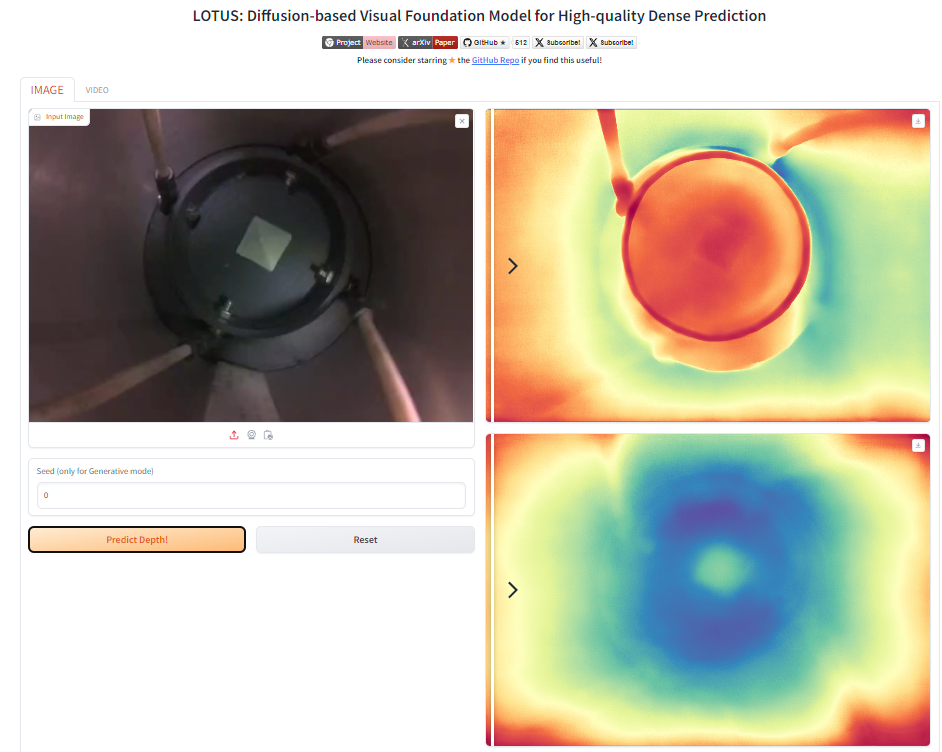 LOTUS: Diffusion-based Visual Foundation Model for High-quality Dense Prediction
Project Website arXiv Paper GitHub ★ 512 Subscribe! Subscribe!
Please consider starring ★ the GitHub Repo if you find this useful!
IMAGE VIDEO
Input Image
Seed (only for Generative mode)
0
Predict Depth! Reset